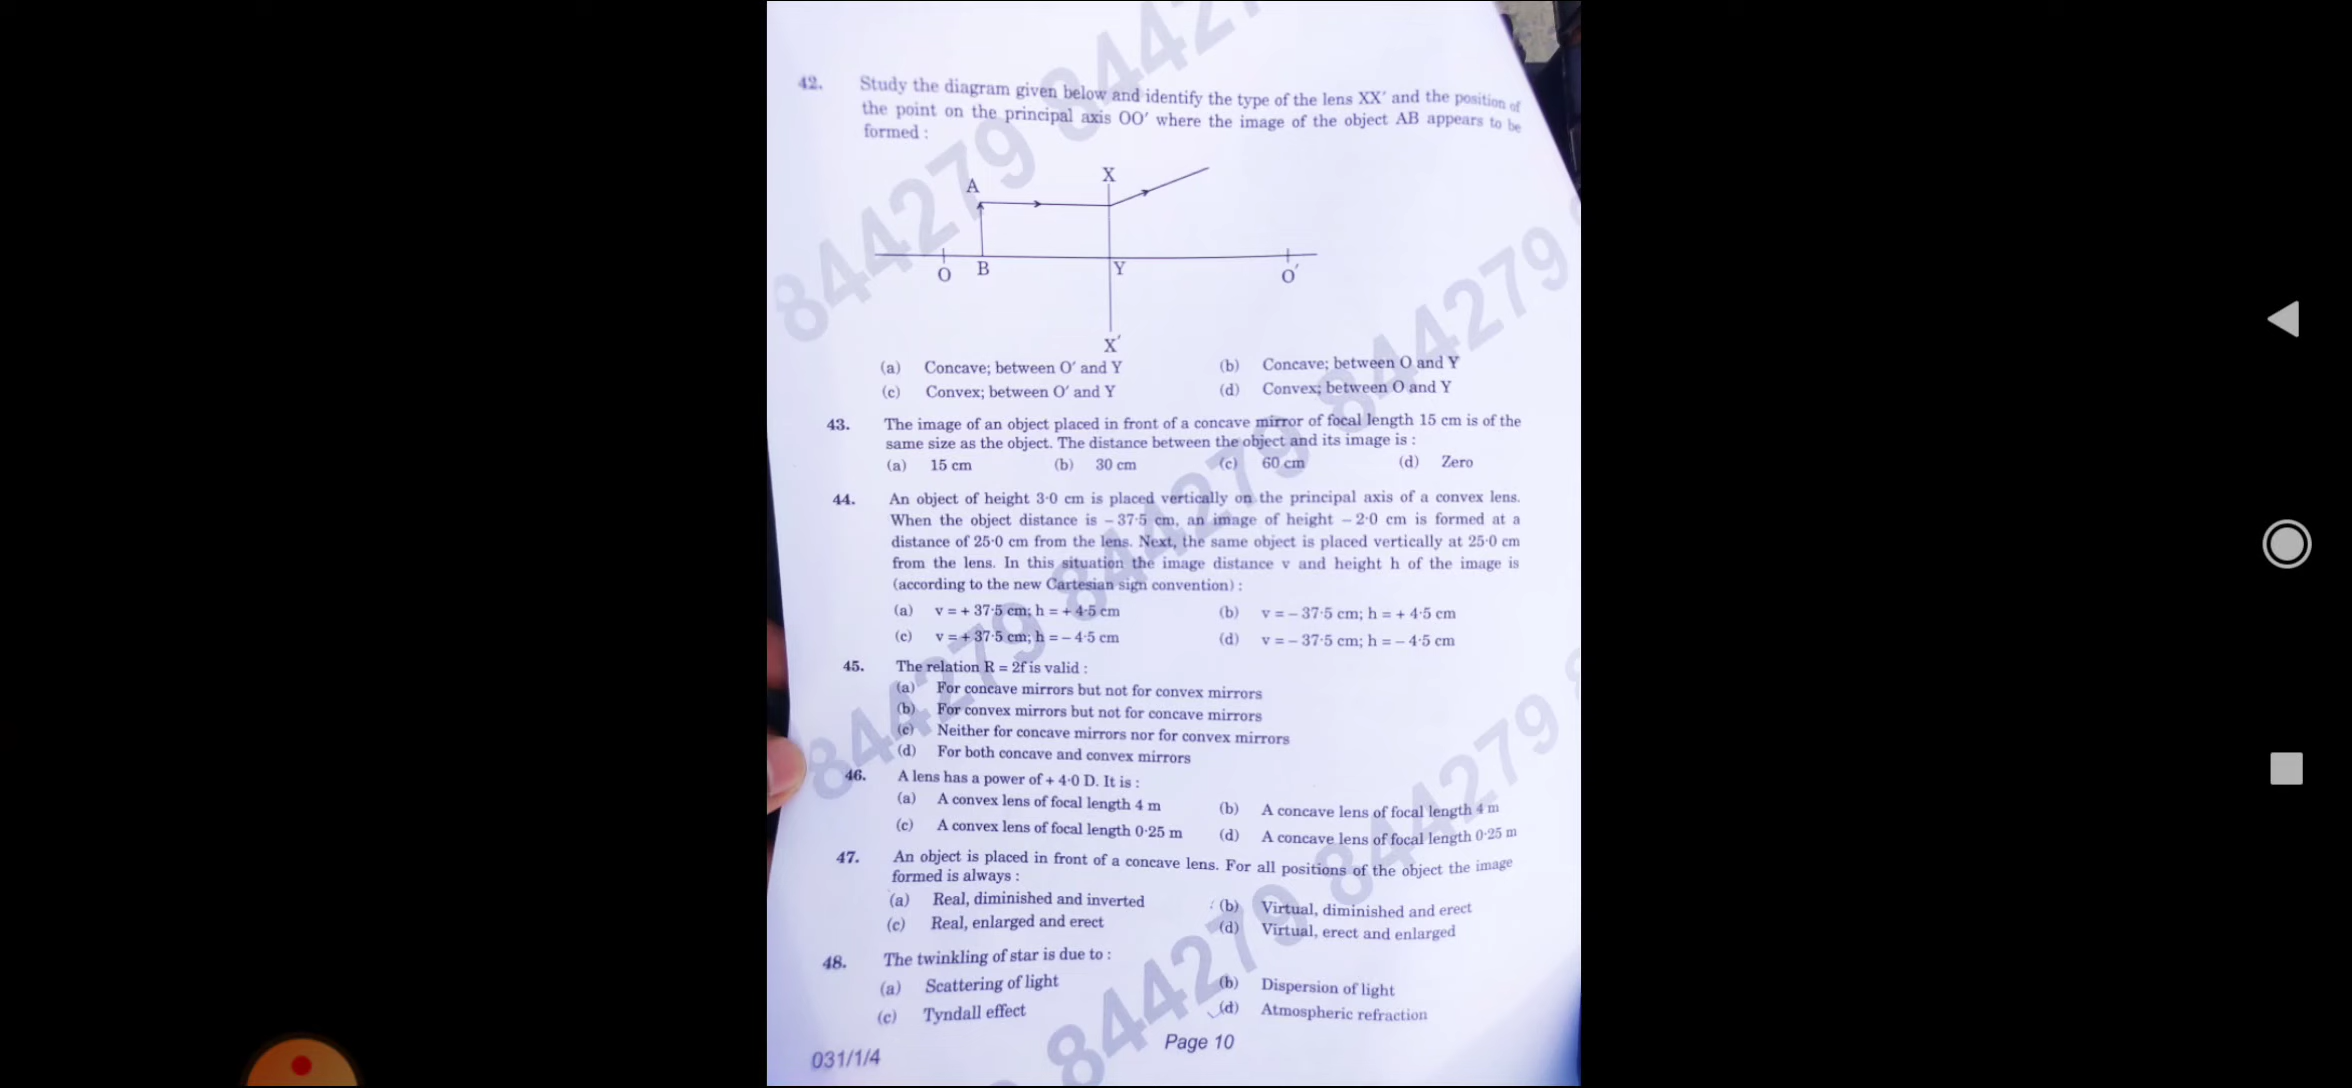 42. Study the diagram given below and identify the type of the lens XX′ and the position of
the point on the principal axis OO′ where the image of the object AB appears to be
formed :
A
X
O
B
Y
O′
X′
(a) Concave; between O′ and Y (b) Concave; between O and Y
(c) Convex; between O′ and Y (d) Convex; between O and Y
43. The image of an object placed in front of a concave mirror of focal length 15 cm is of the
same size as the object. The distance between the object and its image is :
(a) 15 cm (b) 30 cm (c) 60 cm (d) Zero
44. An object of height 3·0 cm is placed vertically on the principal axis of a convex lens.
When the object distance is – 37·5 cm, an image of height – 2·0 cm is formed at a
distance of 25·0 cm from the lens. Next, the same object is placed vertically at 25·0 cm
from the lens. In this situation the image distance v and height h of the image is
(according to the new Cartesian sign convention) :
(a) v = + 37·5 cm; h = + 4·5 cm (b) v = – 37·5 cm; h = + 4·5 cm
(c) v = + 37·5 cm; h = – 4·5 cm (d) v = – 37·5 cm; h = – 4·5 cm
45. The relation R = 2f is valid :
(a) For concave mirrors but not for convex mirrors
(b) For convex mirrors but not for concave mirrors
(c) Neither for concave mirrors nor for convex mirrors
(d) For both concave and convex mirrors
46. A lens has a power of + 4·0 D. It is :
(a) A convex lens of focal length 4 m (b) A concave lens of focal length 4 m
(c) A convex lens of focal length 0·25 m (d) A concave lens of focal length 0·25 m
47. An object is placed in front of a concave lens. For all positions of the object the image
formed is always :
(a) Real, diminished and inverted (b) Virtual, diminished and erect
(c) Real, enlarged and erect (d) Virtual, erect and enlarged
48. The twinkling of star is due to :
(a) Scattering of light (b) Dispersion of light
(c) Tyndall effect (d) Atmospheric refraction
031/1/4 Page 10
844279 844279
844279 844279 844279
844279 844279